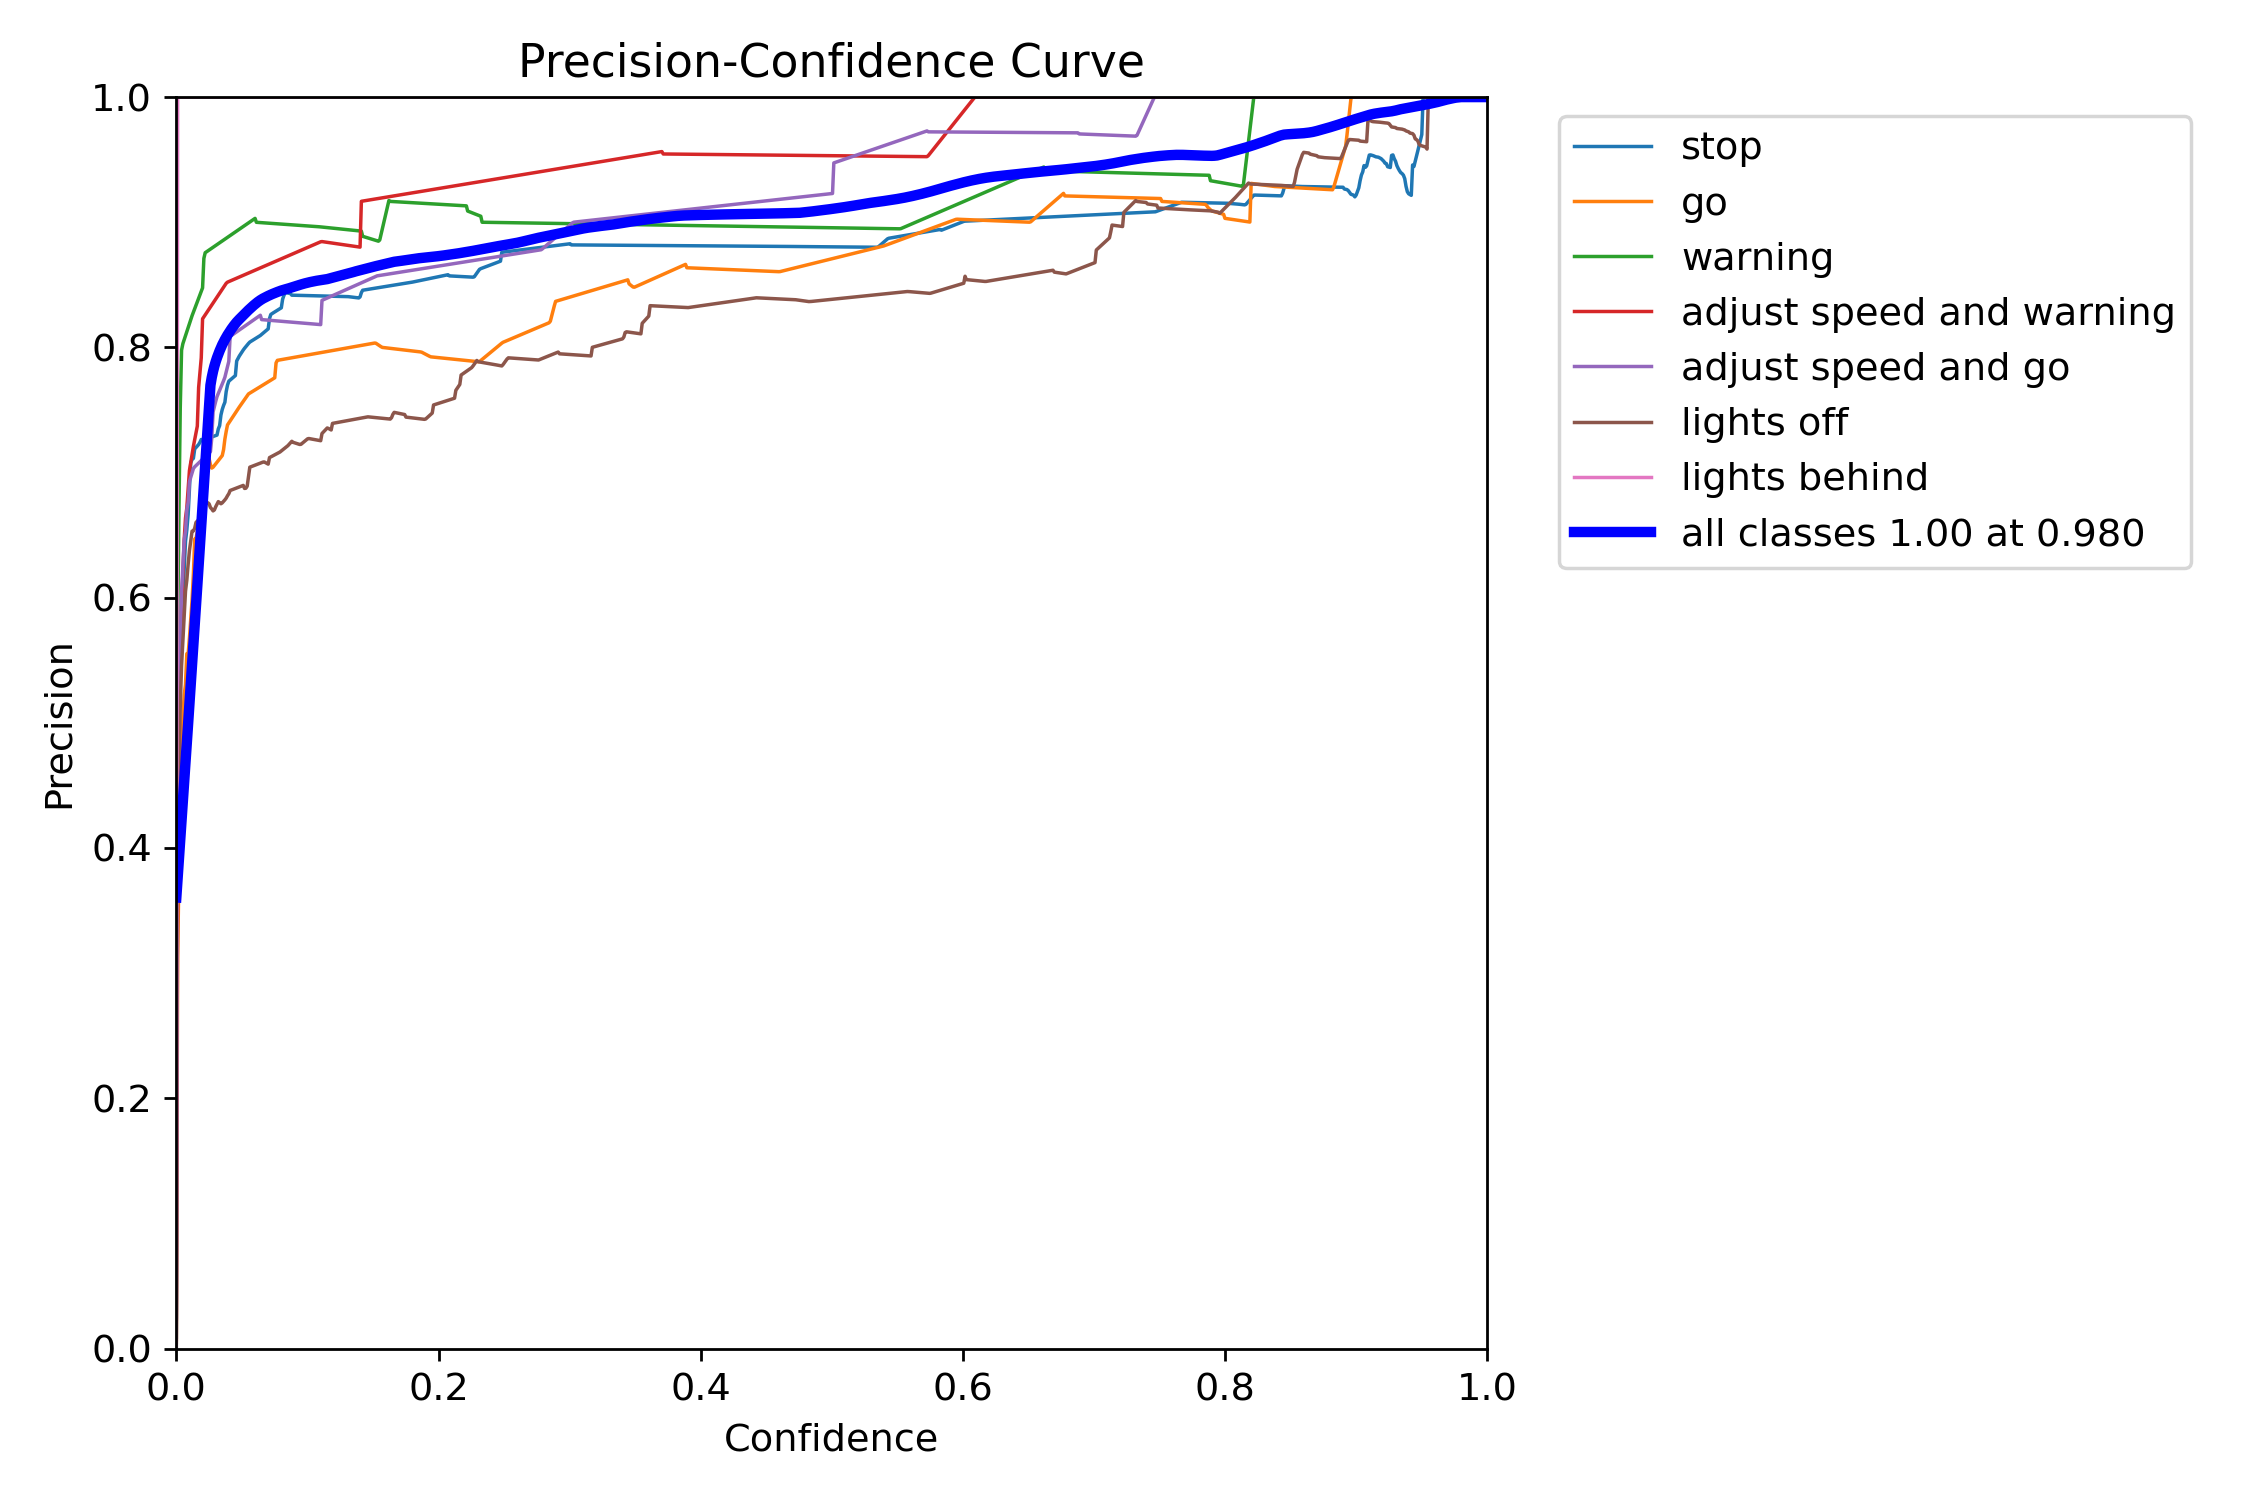 Precision-Confidence Curve
1.0
0.8
0.6
0.4
0.2
0.0
Precision
0.0 0.2 0.4 0.6 0.8 1.0
Confidence
stop
go
warning
adjust speed and warning
adjust speed and go
lights off
lights behind
all classes 1.00 at 0.980